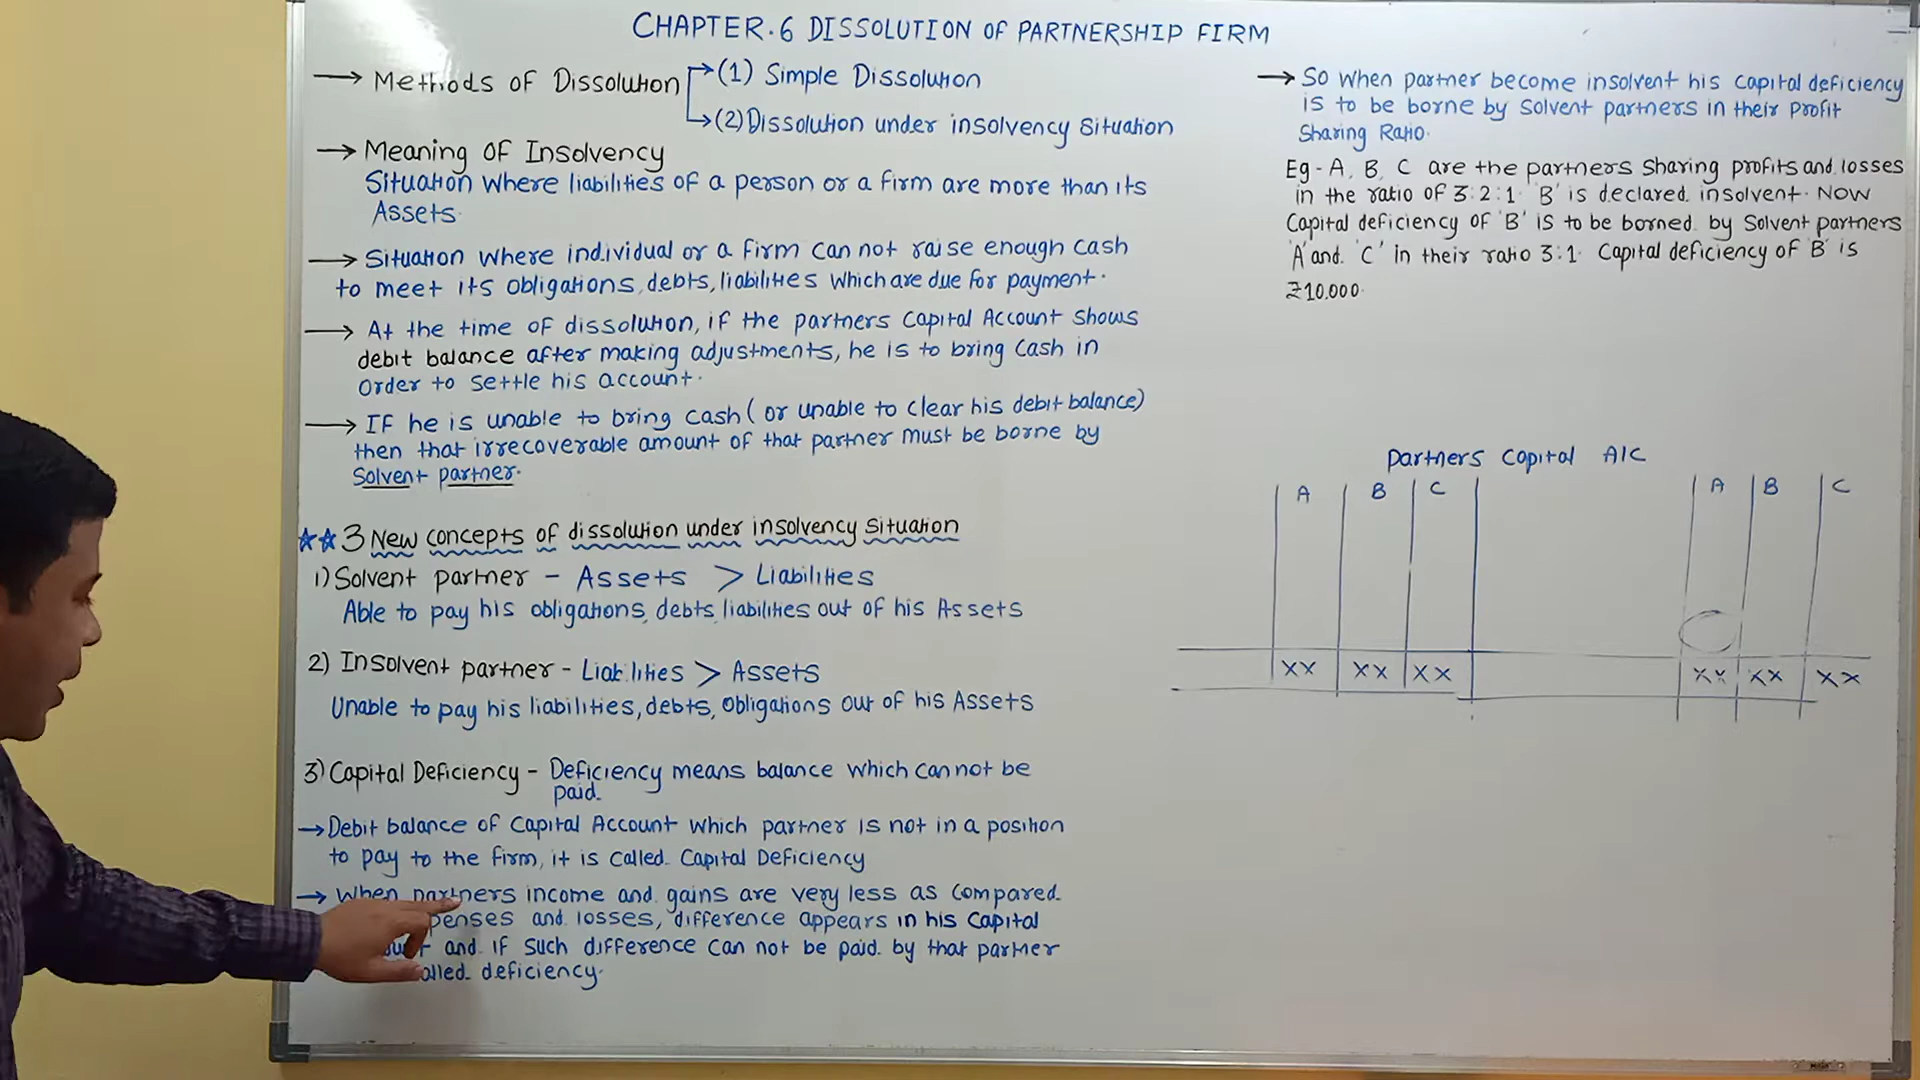 CHAPTER.6 DISSOLUTION OF PARTNERSHIP FIRM
→ Methods of Dissolution →(1) Simple Dissolution
→(2) Dissolution under insolvency Situation
→ Meaning OF Insolvency
Situation where liabilities of a person or a firm are more than its
Assets.
→ Situation where individual or a firm can not raise enough cash
to meet its obligations, debts, liabilities which are due for payment.
→ At the time of dissolution, if the partners Capital Account shows
debit balance after making adjustments, he is to bring cash in
order to settle his account.
→ IF he is unable to bring cash ( or unable to clear his debit balance)
then that irrecoverable amount of that partner must be borne by
Solvent partner.
★★ 3 New concepts of dissolution under insolvency Situation
1) Solvent partner - Assets > Liabilities
Able to pay his obligations, debts, liabilities out of his Assets
2) Insolvent partner - Liabilities > Assets
Unable to pay his liabilities, debts, obligations out of his Assets
3) Capital Deficiency - Deficiency means balance which cannot be
paid.
→ Debit balance of Capital Account which partner is not in a position
to pay to the firm, it is called Capital Deficiency
→ When partners income and gains are very less as compared
and losses, difference appears in his Capital
and if such difference can not be paid by that partner
deficiency.
→ So when partner become insolvent his capital deficiency
is to be borne by solvent partners in their profit
Sharing Ratio.
Eg - A, B, C are the partners sharing profits and losses
in the ratio of 3:2:1. 'B' is declared insolvent. Now
Capital deficiency of 'B' is to be borned by Solvent partners
'A' and 'C' in their ratio 3:1. Capital deficiency of 'B' is
₹10,000.
Partners Capital A/C
A B C A B C
XX XX XX XX XX XX